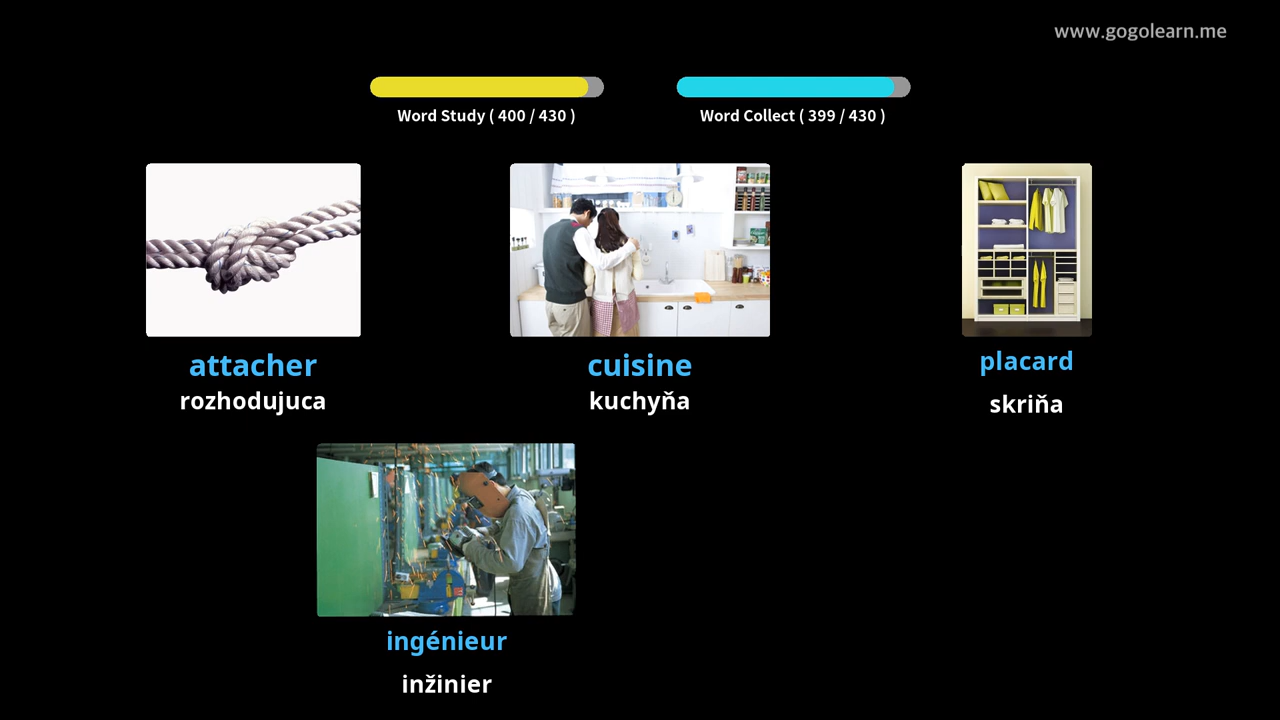 www.gogolearn.me
Word Study ( 400 / 430 )
Word Collect ( 399 / 430 )
attacher
rozhodujuca
cuisine
kuchyňa
placard
skriňa
ingénieur
inžinier